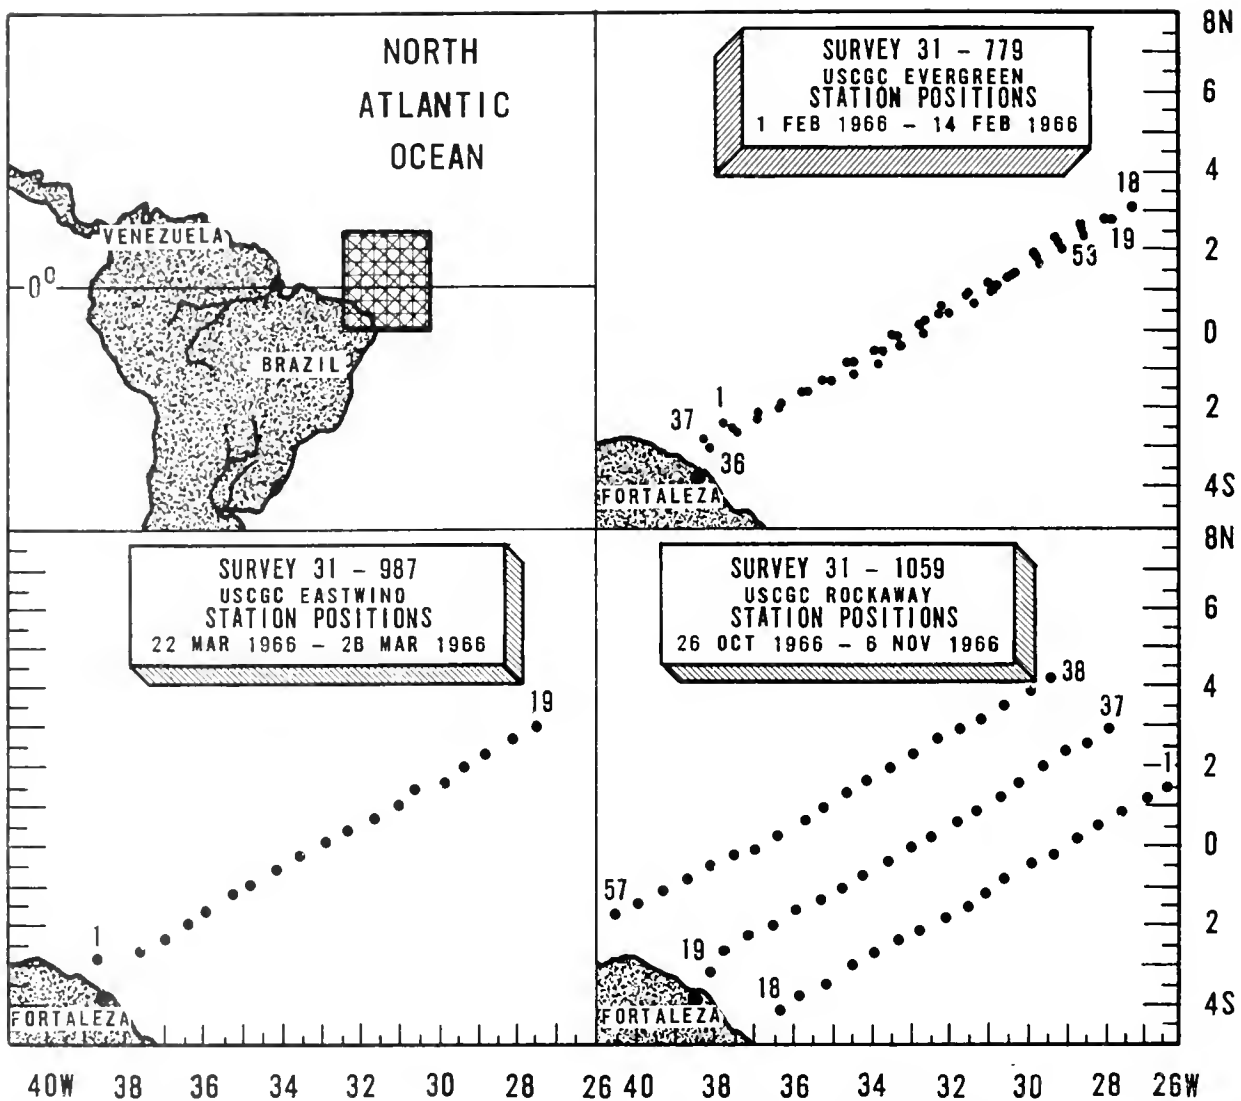 NORTH
ATLANTIC
OCEAN
VENEZUELA
0°
BRAZIL
SURVEY 31 - 779
USCGC EVERGREEN
STATION POSITIONS
1 FEB 1966 - 14 FEB 1966
8N
6
4
2
0
2
4S
18
19
53
1
37
36
FORTALEZA
SURVEY 31 - 987
USCGC EASTWIND
STATION POSITIONS
22 MAR 1966 - 28 MAR 1966
19
1
FORTALEZA
SURVEY 31 - 1059
USCGC ROCKAWAY
STATION POSITIONS
26 OCT 1966 - 6 NOV 1966
8N
6
4
2
0
2
4S
38
37
1
57
19
18
FORTALEZA
40W 38 36 34 32 30 28 26 40 38 36 34 32 30 28 26W